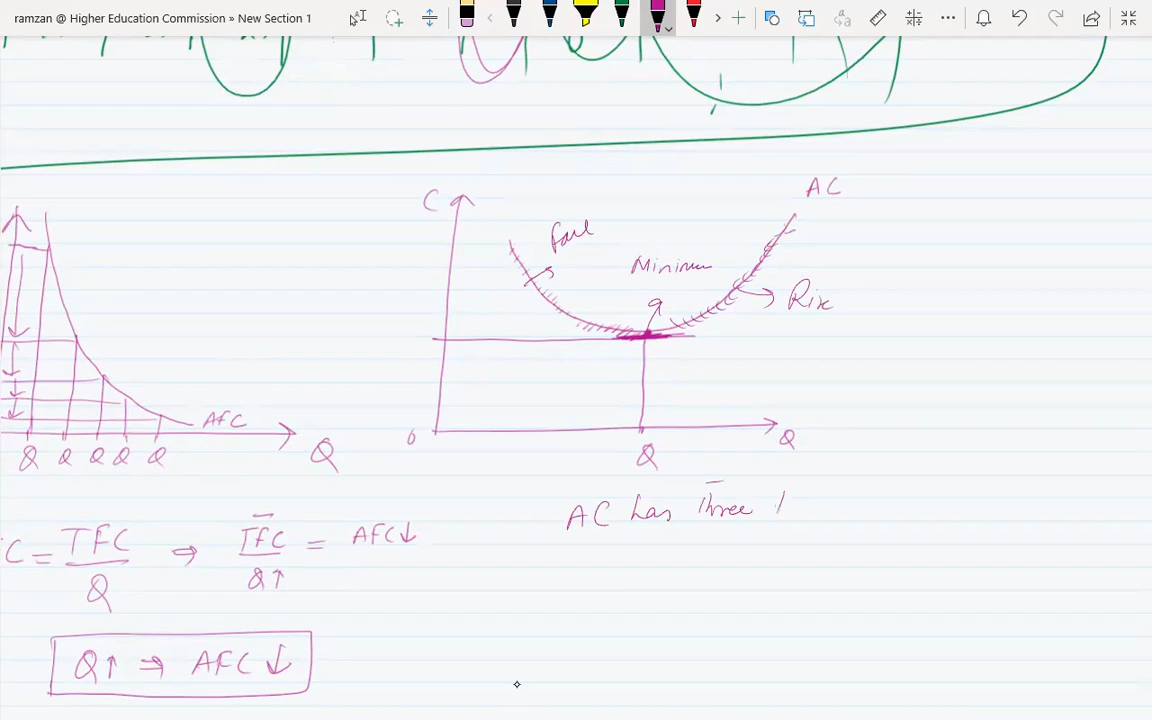 ramzan @ Higher Education Commission » New Section 1
C
AC
Fall
Minimum
Rise
AFC
Q
Q Q Q Q Q
0
Q
Q
AC has three
C = TFC / Q ⇒ TFC / Q↑ = AFC↓
Q↑ ⇒ AFC ↓